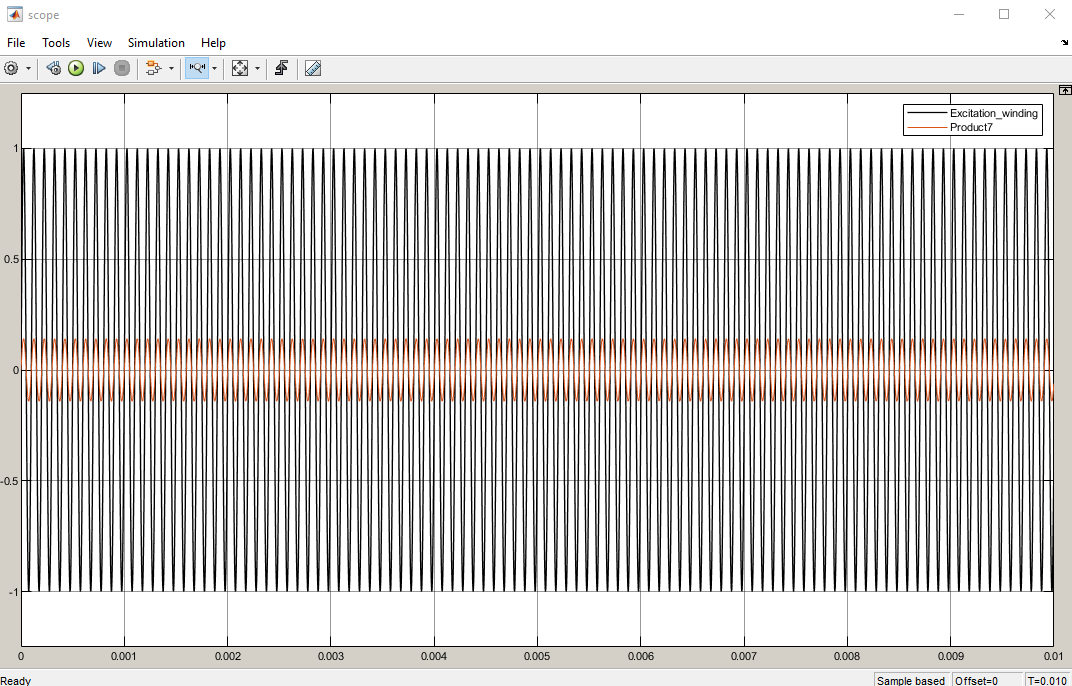 scope
File Tools View Simulation Help
Excitation_winding
Product7
1
0.5
0
-0.5
-1
0 0.001 0.002 0.003 0.004 0.005 0.006 0.007 0.008 0.009 0.01
Ready Sample based Offset=0 T=0.010